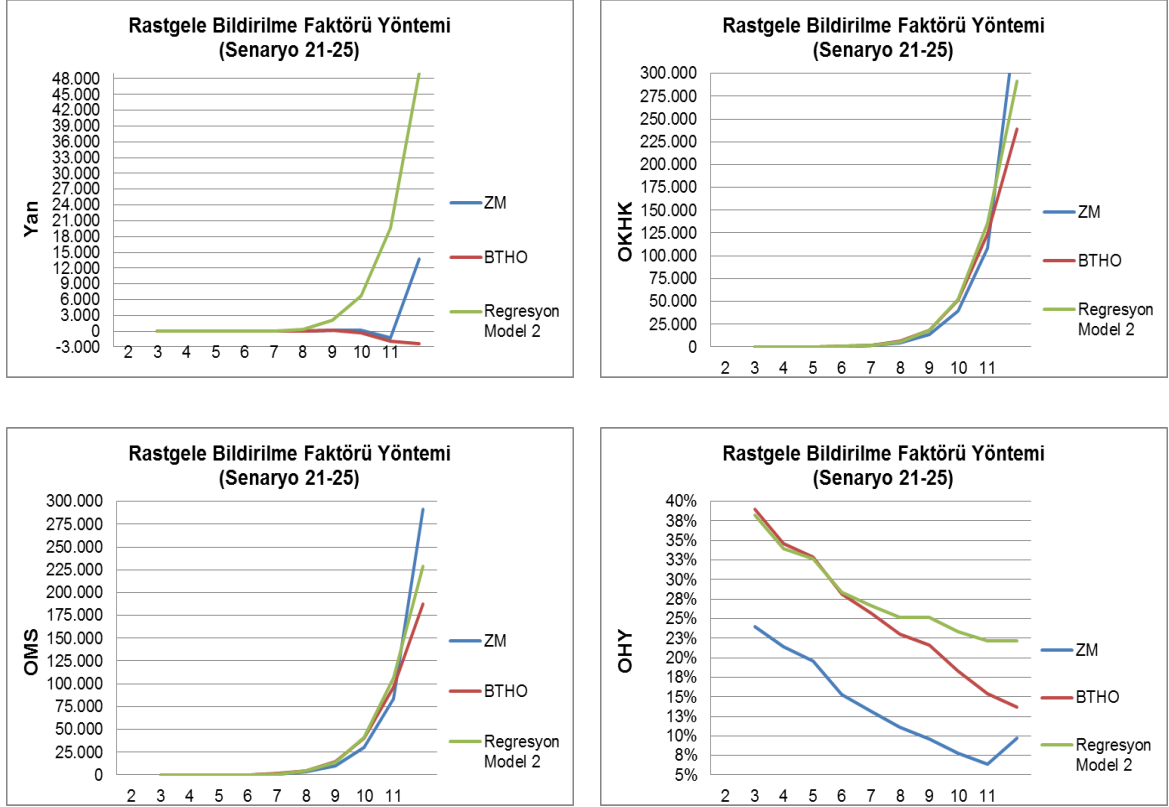 Rastgele Bildirilme Faktörü Yöntemi
(Senaryo 21-25)
Yan
48.000
45.000
42.000
39.000
36.000
33.000
30.000
27.000
24.000
21.000
18.000
15.000
12.000
9.000
6.000
3.000
0
-3.000
2 3 4 5 6 7 8 9 10 11
ZM
BTHO
Regresyon
Model 2
Rastgele Bildirilme Faktörü Yöntemi
(Senaryo 21-25)
OKHK
300.000
275.000
250.000
225.000
200.000
175.000
150.000
125.000
100.000
75.000
50.000
25.000
0
2 3 4 5 6 7 8 9 10 11
ZM
BTHO
Regresyon
Model 2
Rastgele Bildirilme Faktörü Yöntemi
(Senaryo 21-25)
OMS
300.000
275.000
250.000
225.000
200.000
175.000
150.000
125.000
100.000
75.000
50.000
25.000
0
2 3 4 5 6 7 8 9 10 11
ZM
BTHO
Regresyon
Model 2
Rastgele Bildirilme Faktörü Yöntemi
(Senaryo 21-25)
OHY
40%
38%
35%
33%
30%
28%
25%
23%
20%
18%
15%
13%
10%
8%
5%
2 3 4 5 6 7 8 9 10 11
ZM
BTHO
Regresyon
Model 2